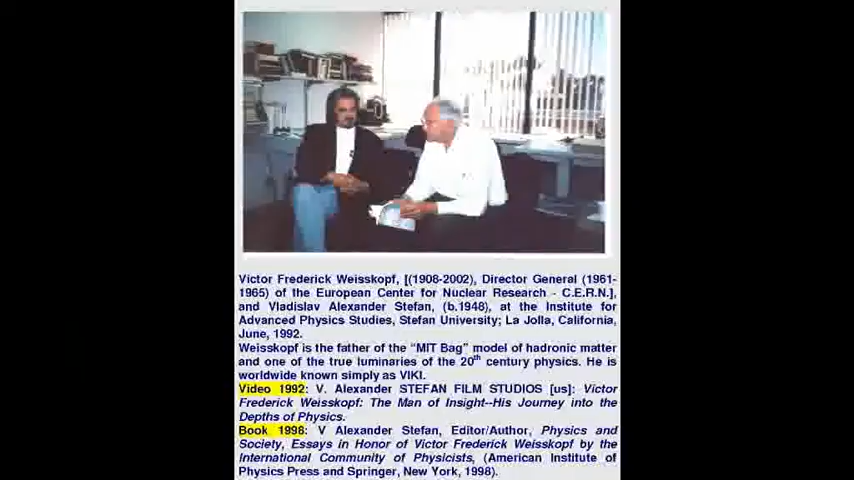 Victor Frederick Weisskopf, [(1908-2002), Director General (1961-
1965) of the European Center for Nuclear Research - C.E.R.N.],
and Vladislav Alexander Stefan, (b.1948), at the Institute for
Advanced Physics Studies, Stefan University; La Jolla, California,
June, 1992.
Weisskopf is the father of the “MIT Bag” model of hadronic matter
and one of the true luminaries of the 20th century physics. He is
worldwide known simply as VIKI.
Video 1992: V. Alexander STEFAN FILM STUDIOS [us]: Victor
Frederick Weisskopf: The Man of Insight--His Journey into the
Depths of Physics.
Book 1998: V Alexander Stefan, Editor/Author, Physics and
Society, Essays in Honor of Victor Frederick Weisskopf by the
International Community of Physicists, (American Institute of
Physics Press and Springer, New York, 1998).